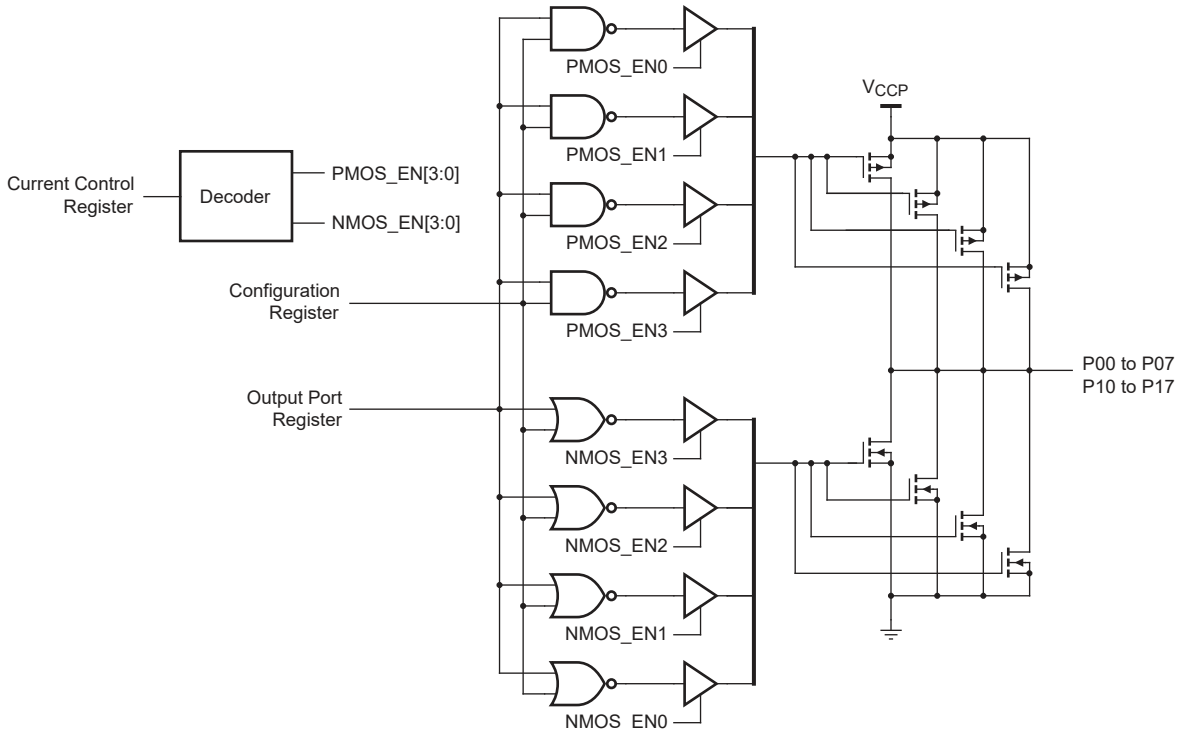 PMOS_EN0
VCCP
PMOS_EN1
Current Control
Register
Decoder
PMOS_EN[3:0]
NMOS_EN[3:0]
PMOS_EN2
Configuration
Register
PMOS_EN3
P00 to P07
P10 to P17
Output Port
Register
NMOS_EN3
NMOS_EN2
NMOS_EN1
NMOS_EN0